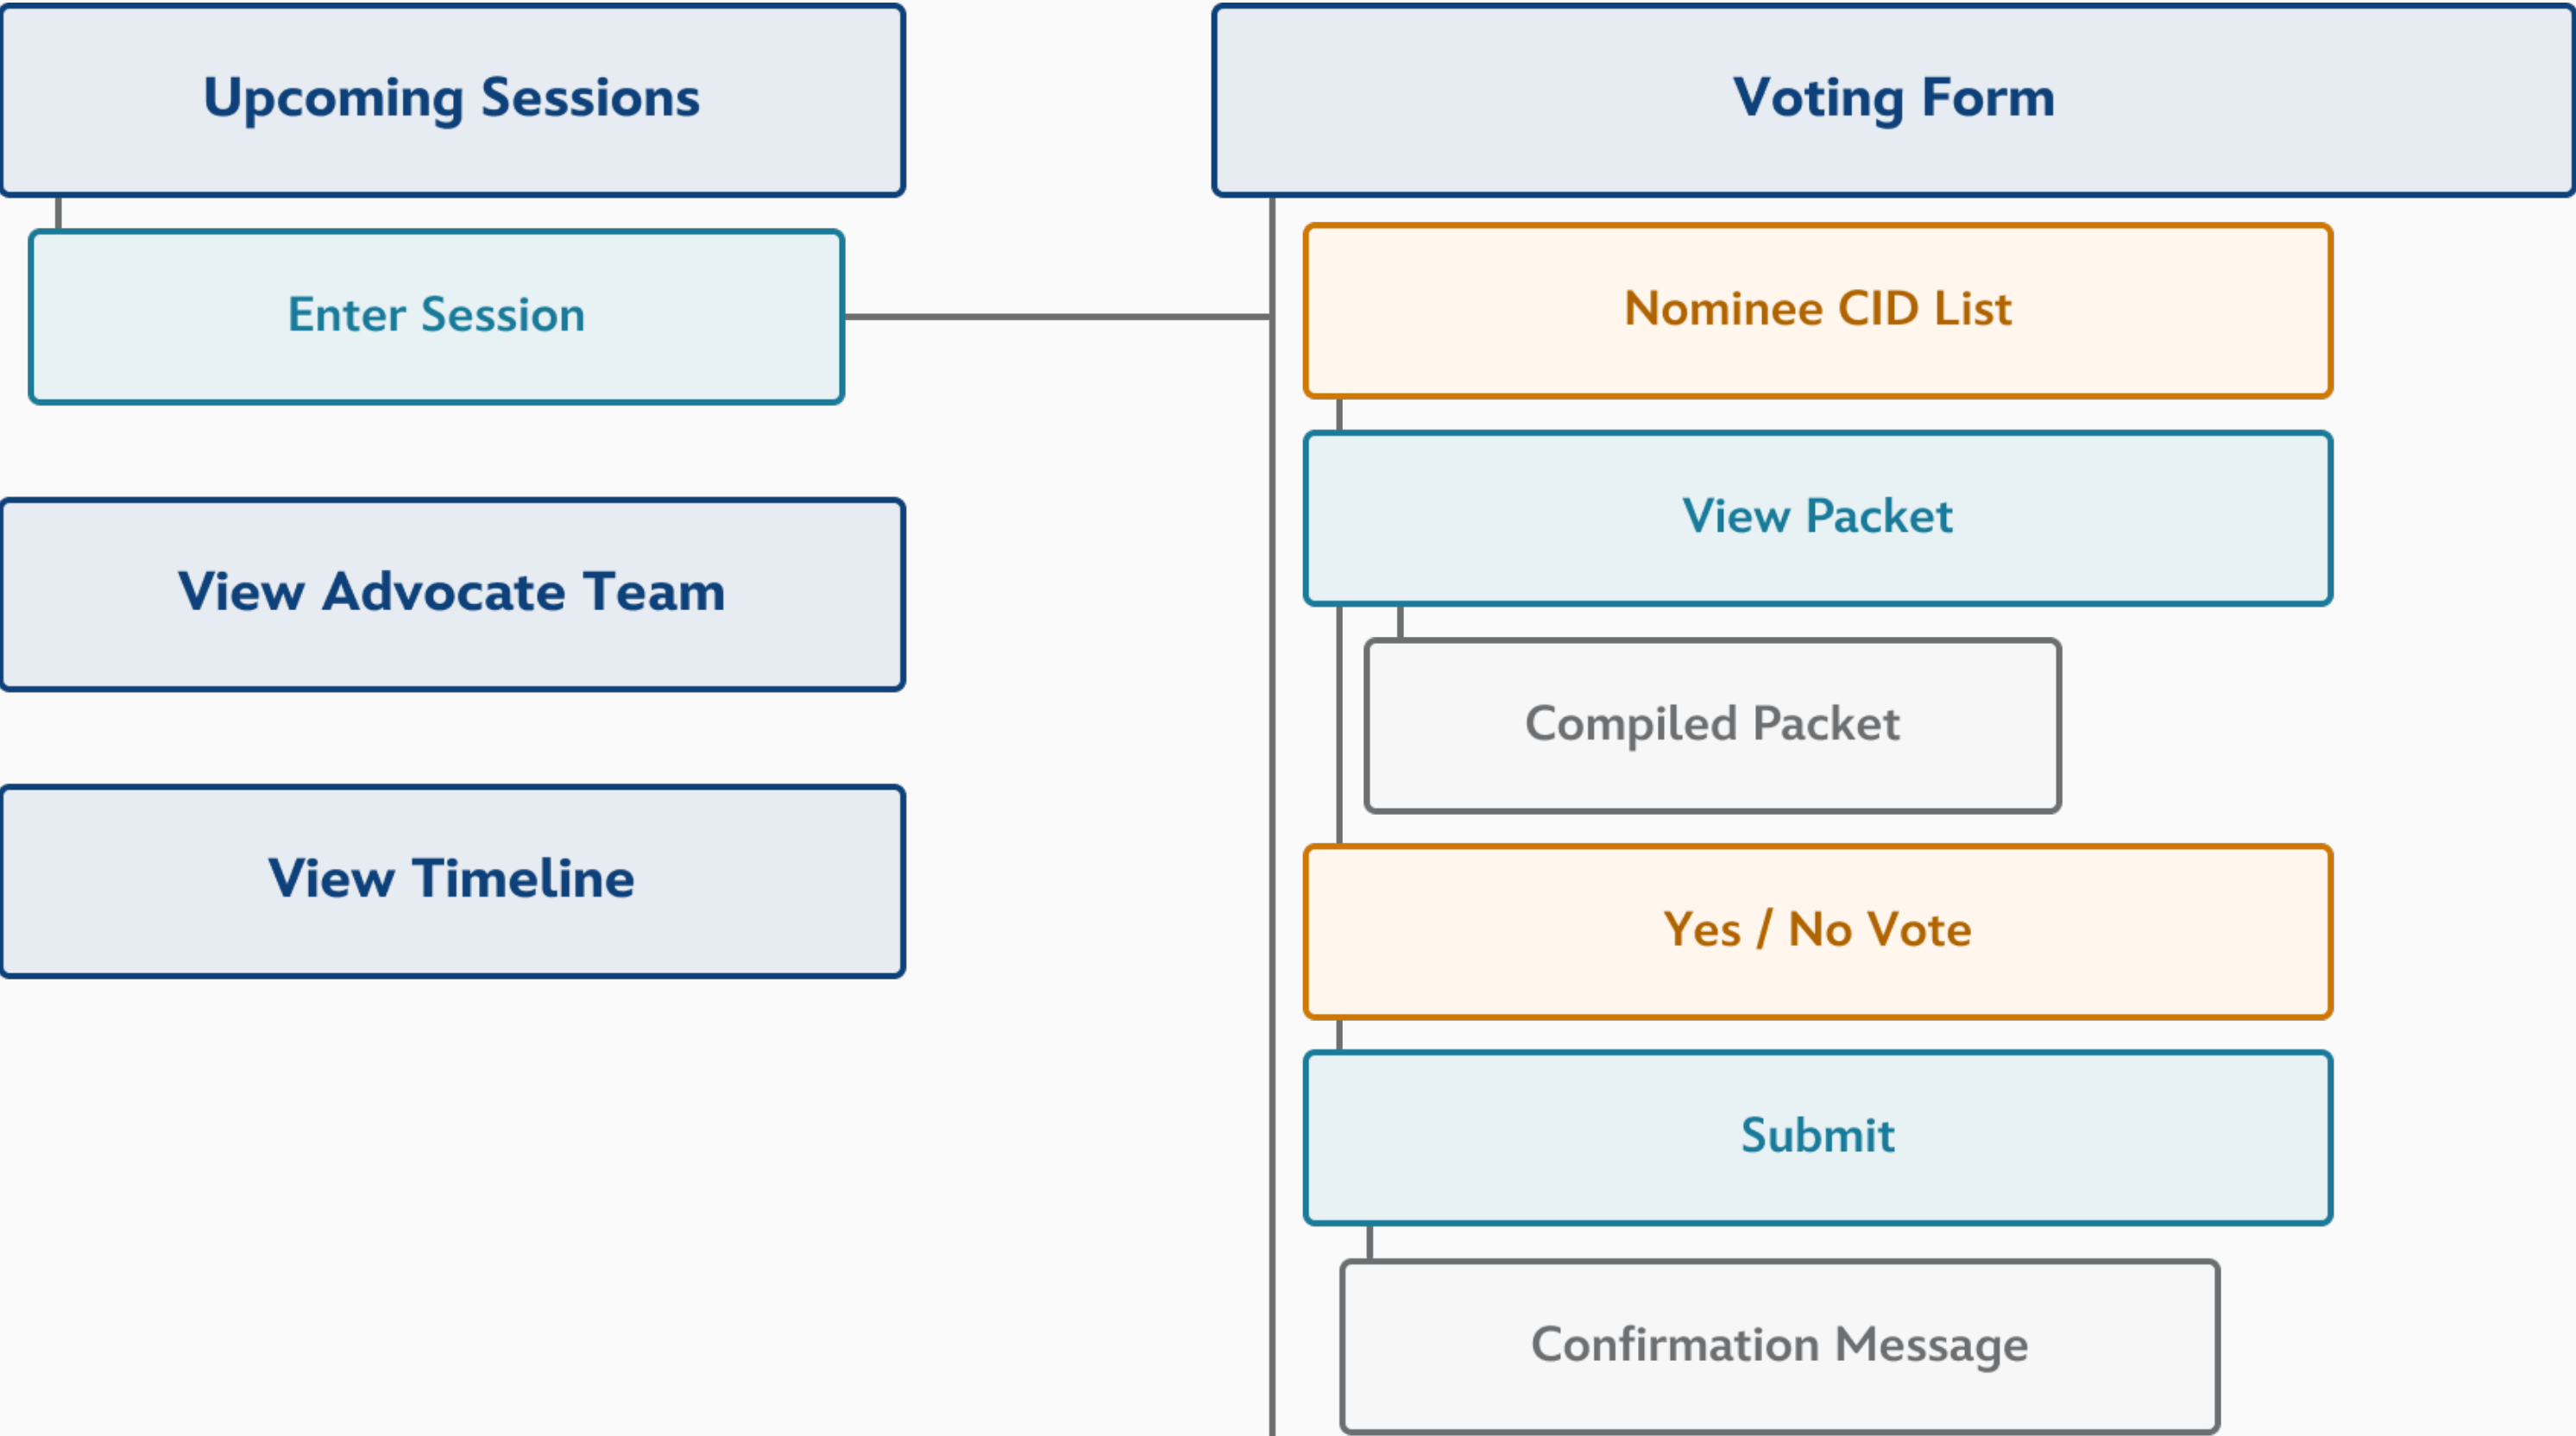 Upcoming Sessions
Enter Session
View Advocate Team
View Timeline
Voting Form
Nominee CID List
View Packet
Compiled Packet
Yes / No Vote
Submit
Confirmation Message